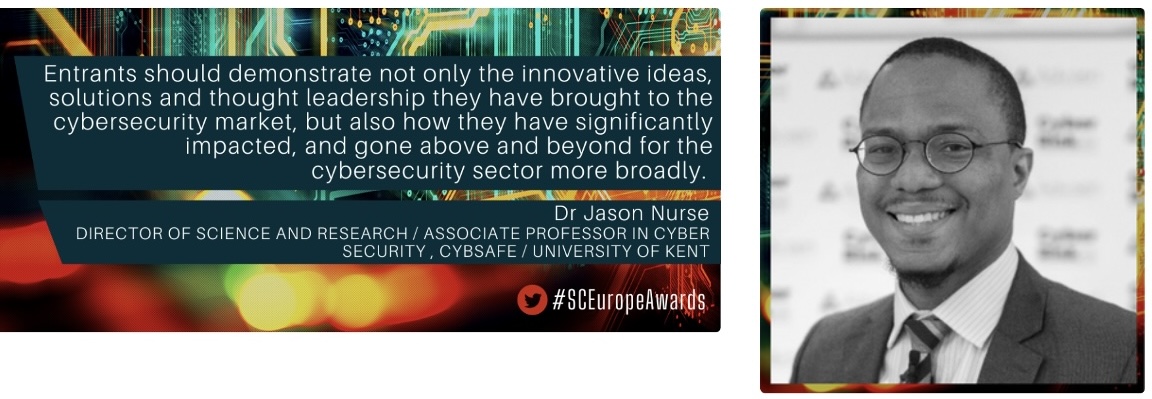 Entrants should demonstrate not only the innovative ideas,
solutions and thought leadership they have brought to the
cybersecurity market, but also how they have significantly
impacted, and gone above and beyond for the
cybersecurity sector more broadly.
Dr Jason Nurse
DIRECTOR OF SCIENCE AND RESEARCH / ASSOCIATE PROFESSOR IN CYBER
SECURITY , CYBSAFE / UNIVERSITY OF KENT
#SCEuropeAwards